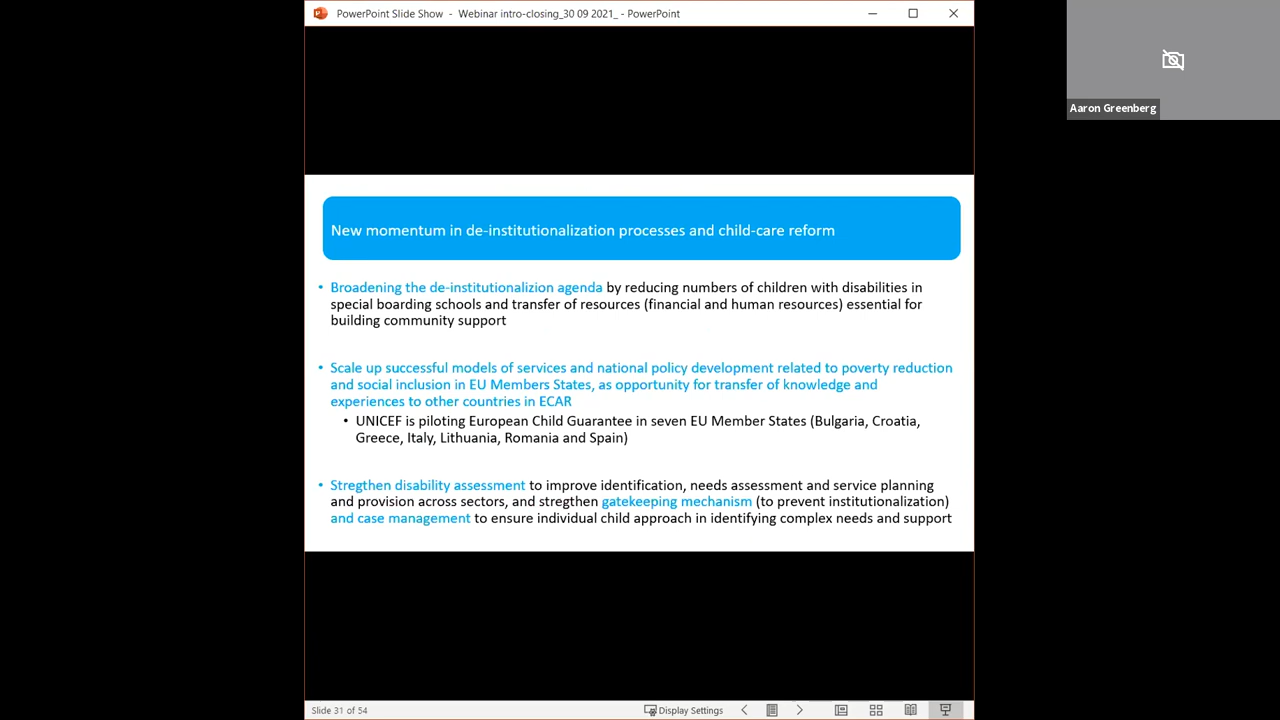 PowerPoint Slide Show - Webinar intro-closing_30 09 2021_ - PowerPoint
Aaron Greenberg
New momentum in de-institutionalization processes and child-care reform
• Broadening the de-institutionalizion agenda by reducing numbers of children with disabilities in
special boarding schools and transfer of resources (financial and human resources) essential for
building community support
• Scale up successful models of services and national policy development related to poverty reduction
and social inclusion in EU Members States, as opportunity for transfer of knowledge and
experiences to other countries in ECAR
• UNICEF is piloting European Child Guarantee in seven EU Member States (Bulgaria, Croatia,
Greece, Italy, Lithuania, Romania and Spain)
• Stregthen disability assessment to improve identification, needs assessment and service planning
and provision across sectors, and stregthen gatekeeping mechanism (to prevent institutionalization)
and case management to ensure individual child approach in identifying complex needs and support
Slide 31 of 54
Display Settings